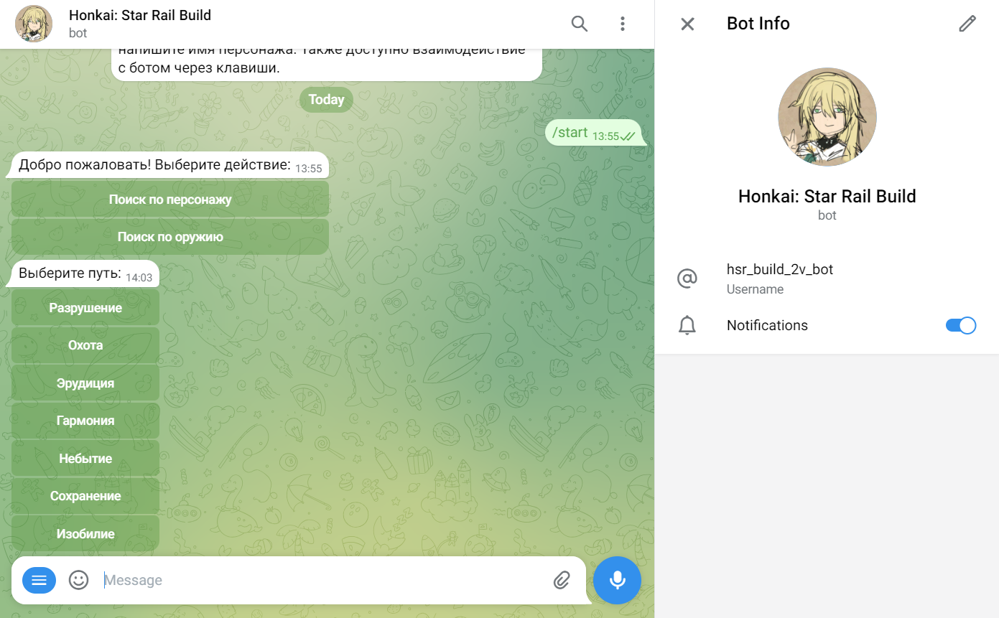 Honkai: Star Rail Build
bot
напишите имя персонажа. Также доступно взаимодействие
с ботом через клавиши.
Today
/start 13:55
Добро пожаловать! Выберите действие: 13:55
Поиск по персонажу
Поиск по оружию
Выберите путь: 14:03
Разрушение
Охота
Эрудиция
Гармония
Небытие
Сохранение
Изобилие
Message
Bot Info
Honkai: Star Rail Build
bot
@
hsr_build_2v_bot
Username
Notifications